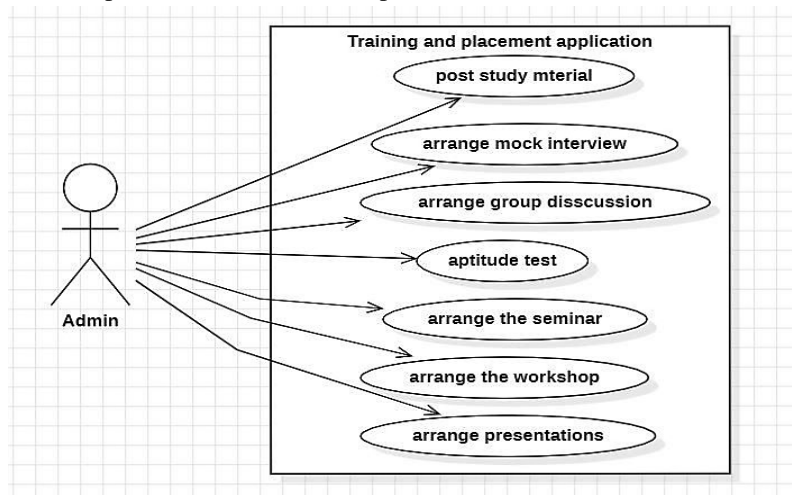 Training and placement application
post study mterial
arrange mock interview
arrange group disscussion
aptitude test
arrange the seminar
Admin
arrange the workshop
arrange presentations